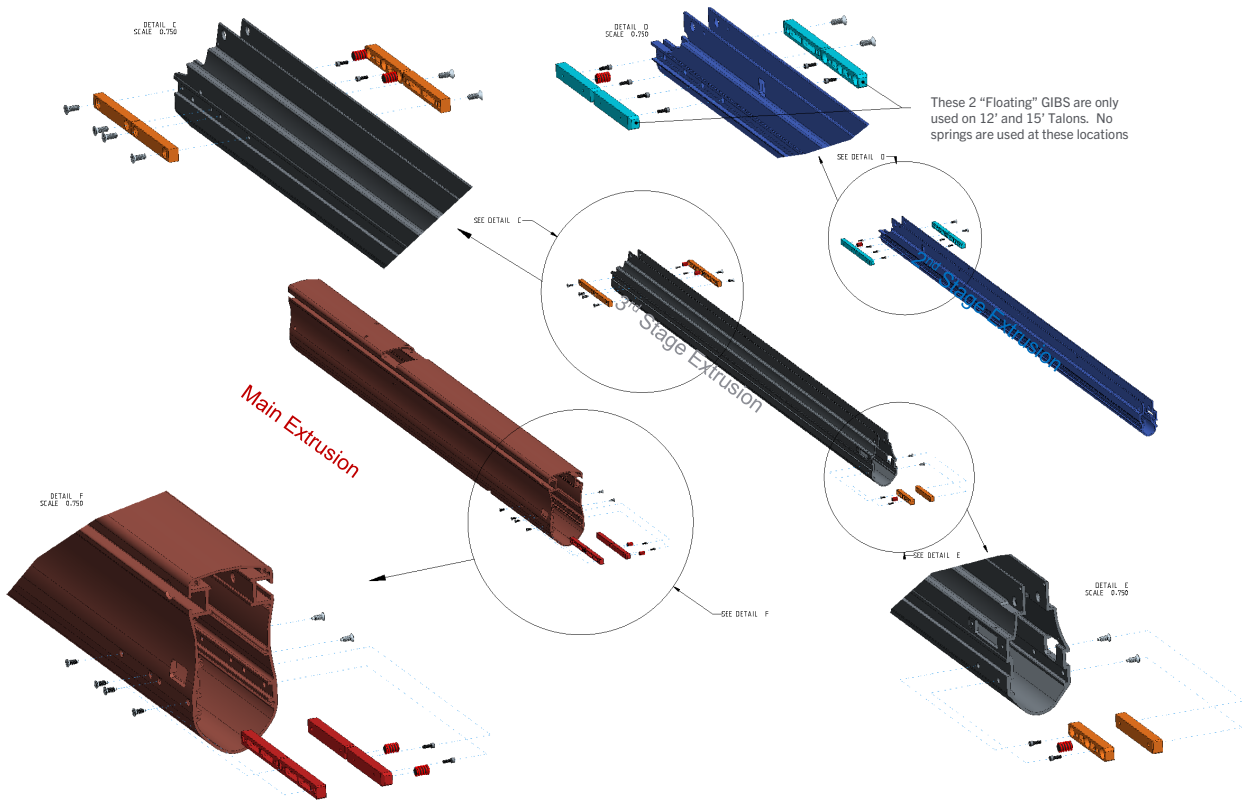 DETAIL C
SCALE 0.750
DETAIL D
SCALE 0.750
These 2 “Floating” GIBS are only
used on 12’ and 15’ Talons. No
springs are used at these locations
SEE DETAIL D
SEE DETAIL C
2nd Stage Extrusion
3rd Stage Extrusion
Main Extrusion
DETAIL F
SCALE 0.750
SEE DETAIL E
DETAIL E
SCALE 0.750
SEE DETAIL F